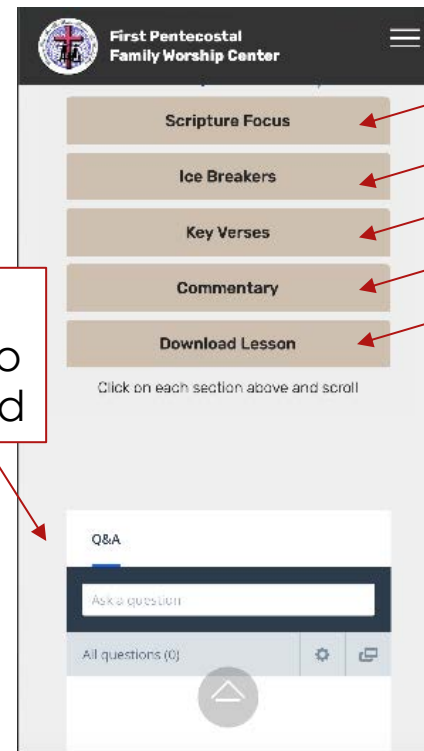 First Pentecostal
Family Worship Center
Scripture Focus
Ice Breakers
Key Verses
Commentary
Download Lesson
Click on each section above and scroll
Q&A
Ask a question
All questions (0)